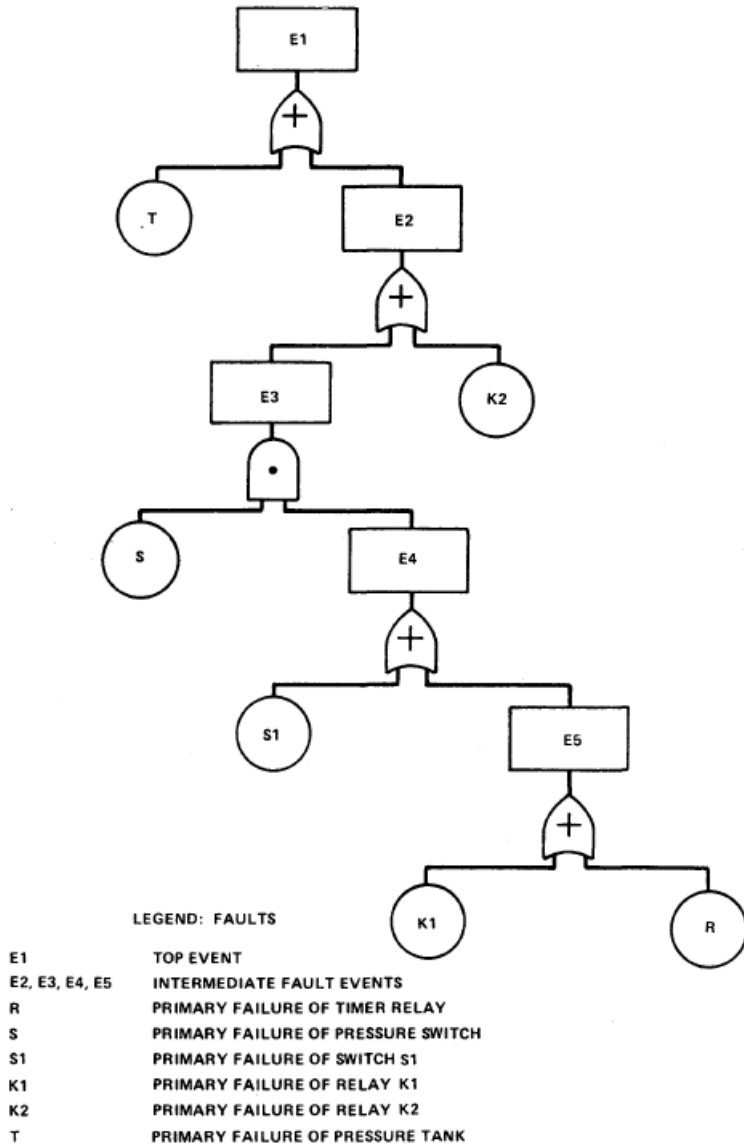 E1
+
T
E2
+
E3
K2
•
S
E4
+
S1
E5
+
K1
R
LEGEND: FAULTS
E1 TOP EVENT
E2, E3, E4, E5 INTERMEDIATE FAULT EVENTS
R PRIMARY FAILURE OF TIMER RELAY
S PRIMARY FAILURE OF PRESSURE SWITCH
S1 PRIMARY FAILURE OF SWITCH S1
K1 PRIMARY FAILURE OF RELAY K1
K2 PRIMARY FAILURE OF RELAY K2
T PRIMARY FAILURE OF PRESSURE TANK